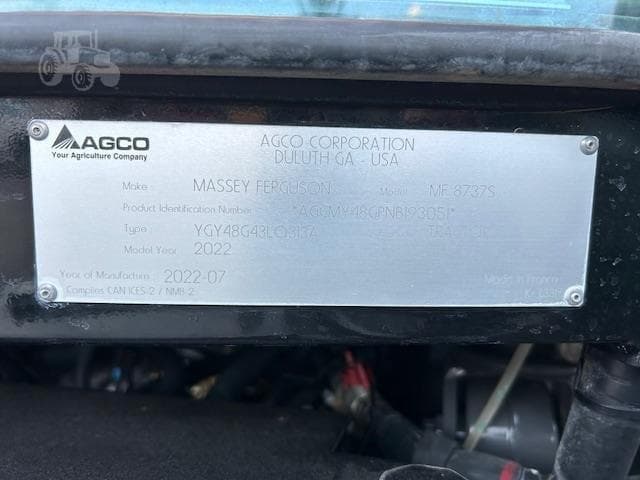 AGCO
Your Agriculture Company
AGCO CORPORATION
DULUTH GA - USA
Make MASSEY FERGUSON Model MF 8737S
Product Identification Number
Type
Model Year 2022
Year of Manufacture 2022-07
Complies CAN ICES-2 / NMB-2